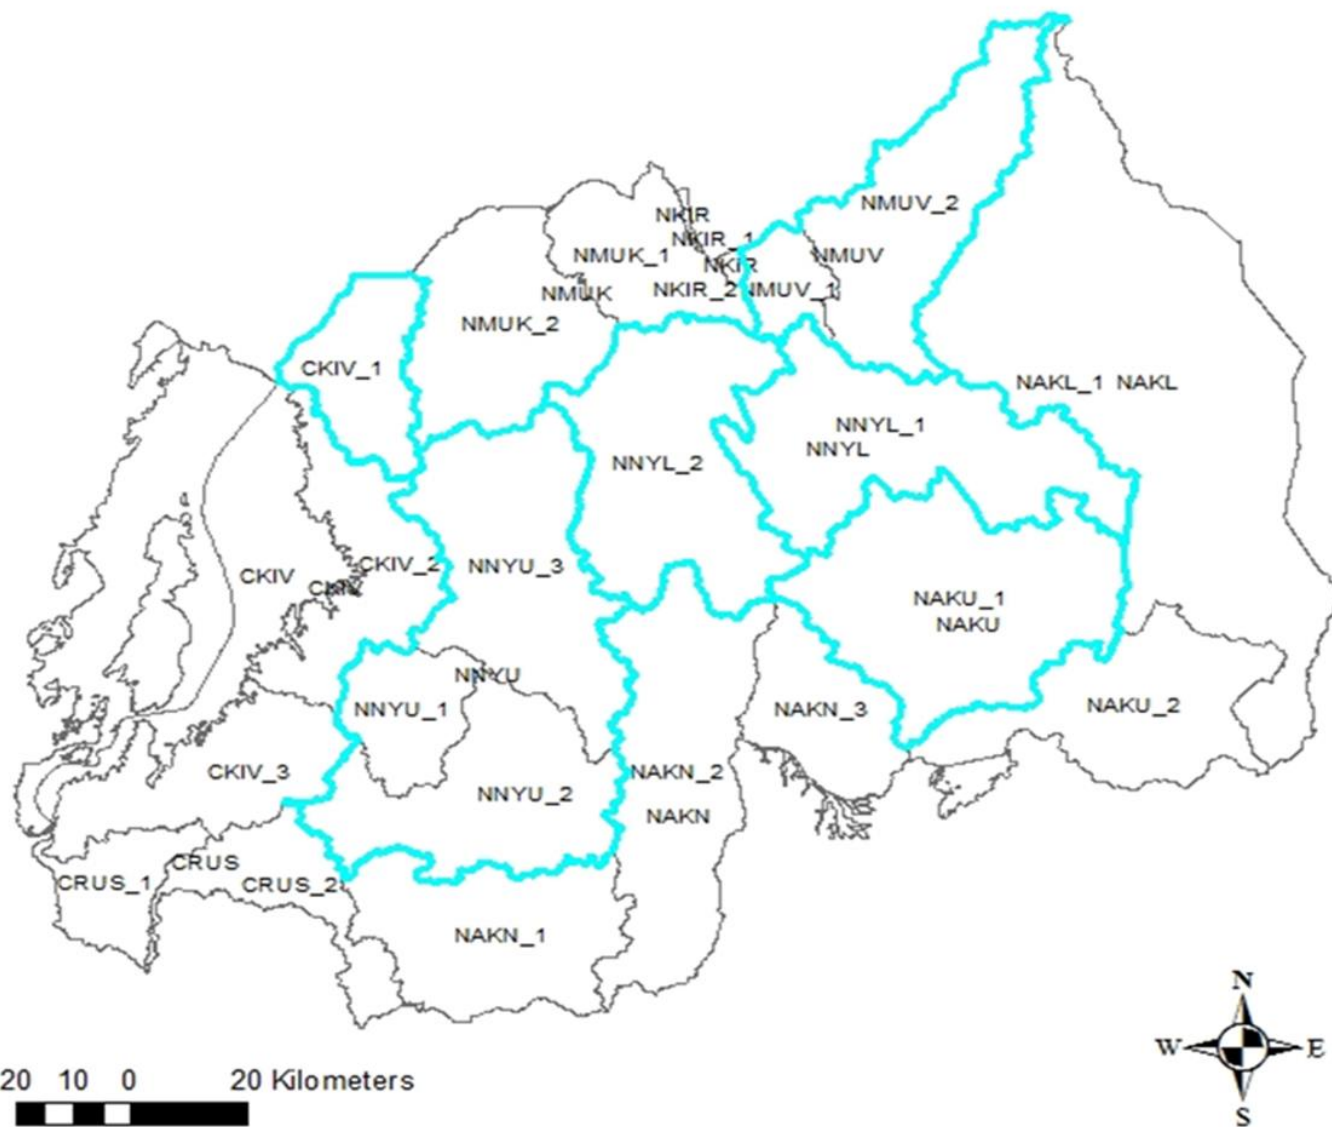 NMUV_2
NKIR
NKIR_1
NMUK_1
NMUV
NKIR
NMUK
NKIR_2
NMUV_1
NMUK_2
CKIV_1
NAKL_1 NAKL
NNYL_1
NNYL
NNYL_2
CKIV_2
NNYU_3
CKIV
CKIV
NAKU_1
NAKU
NNYU
NNYU_1
NAKN_3
NAKU_2
CKIV_3
NAKN_2
NNYU_2
NAKN
CRUS
CRUS_1
CRUS_2
NAKN_1
N
W
E
S
20 10 0 20 Kilometers